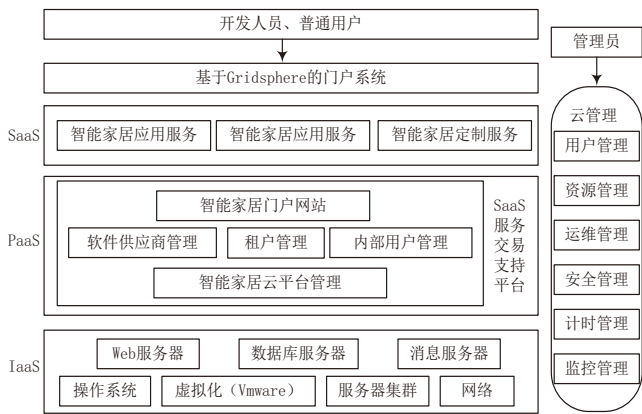 开发人员、普通用户
基于Gridsphere的门户系统
SaaS
智能家居应用服务
智能家居应用服务
智能家居定制服务
PaaS
智能家居门户网站
软件供应商管理
租户管理
内部用户管理
智能家居云平台管理
SaaS
服务
交易
支持
平台
IaaS
Web服务器
数据库服务器
消息服务器
操作系统
虚拟化（Vmware）
服务器集群
网络
管理员
云管理
用户管理
资源管理
运维管理
安全管理
计时管理
监控管理